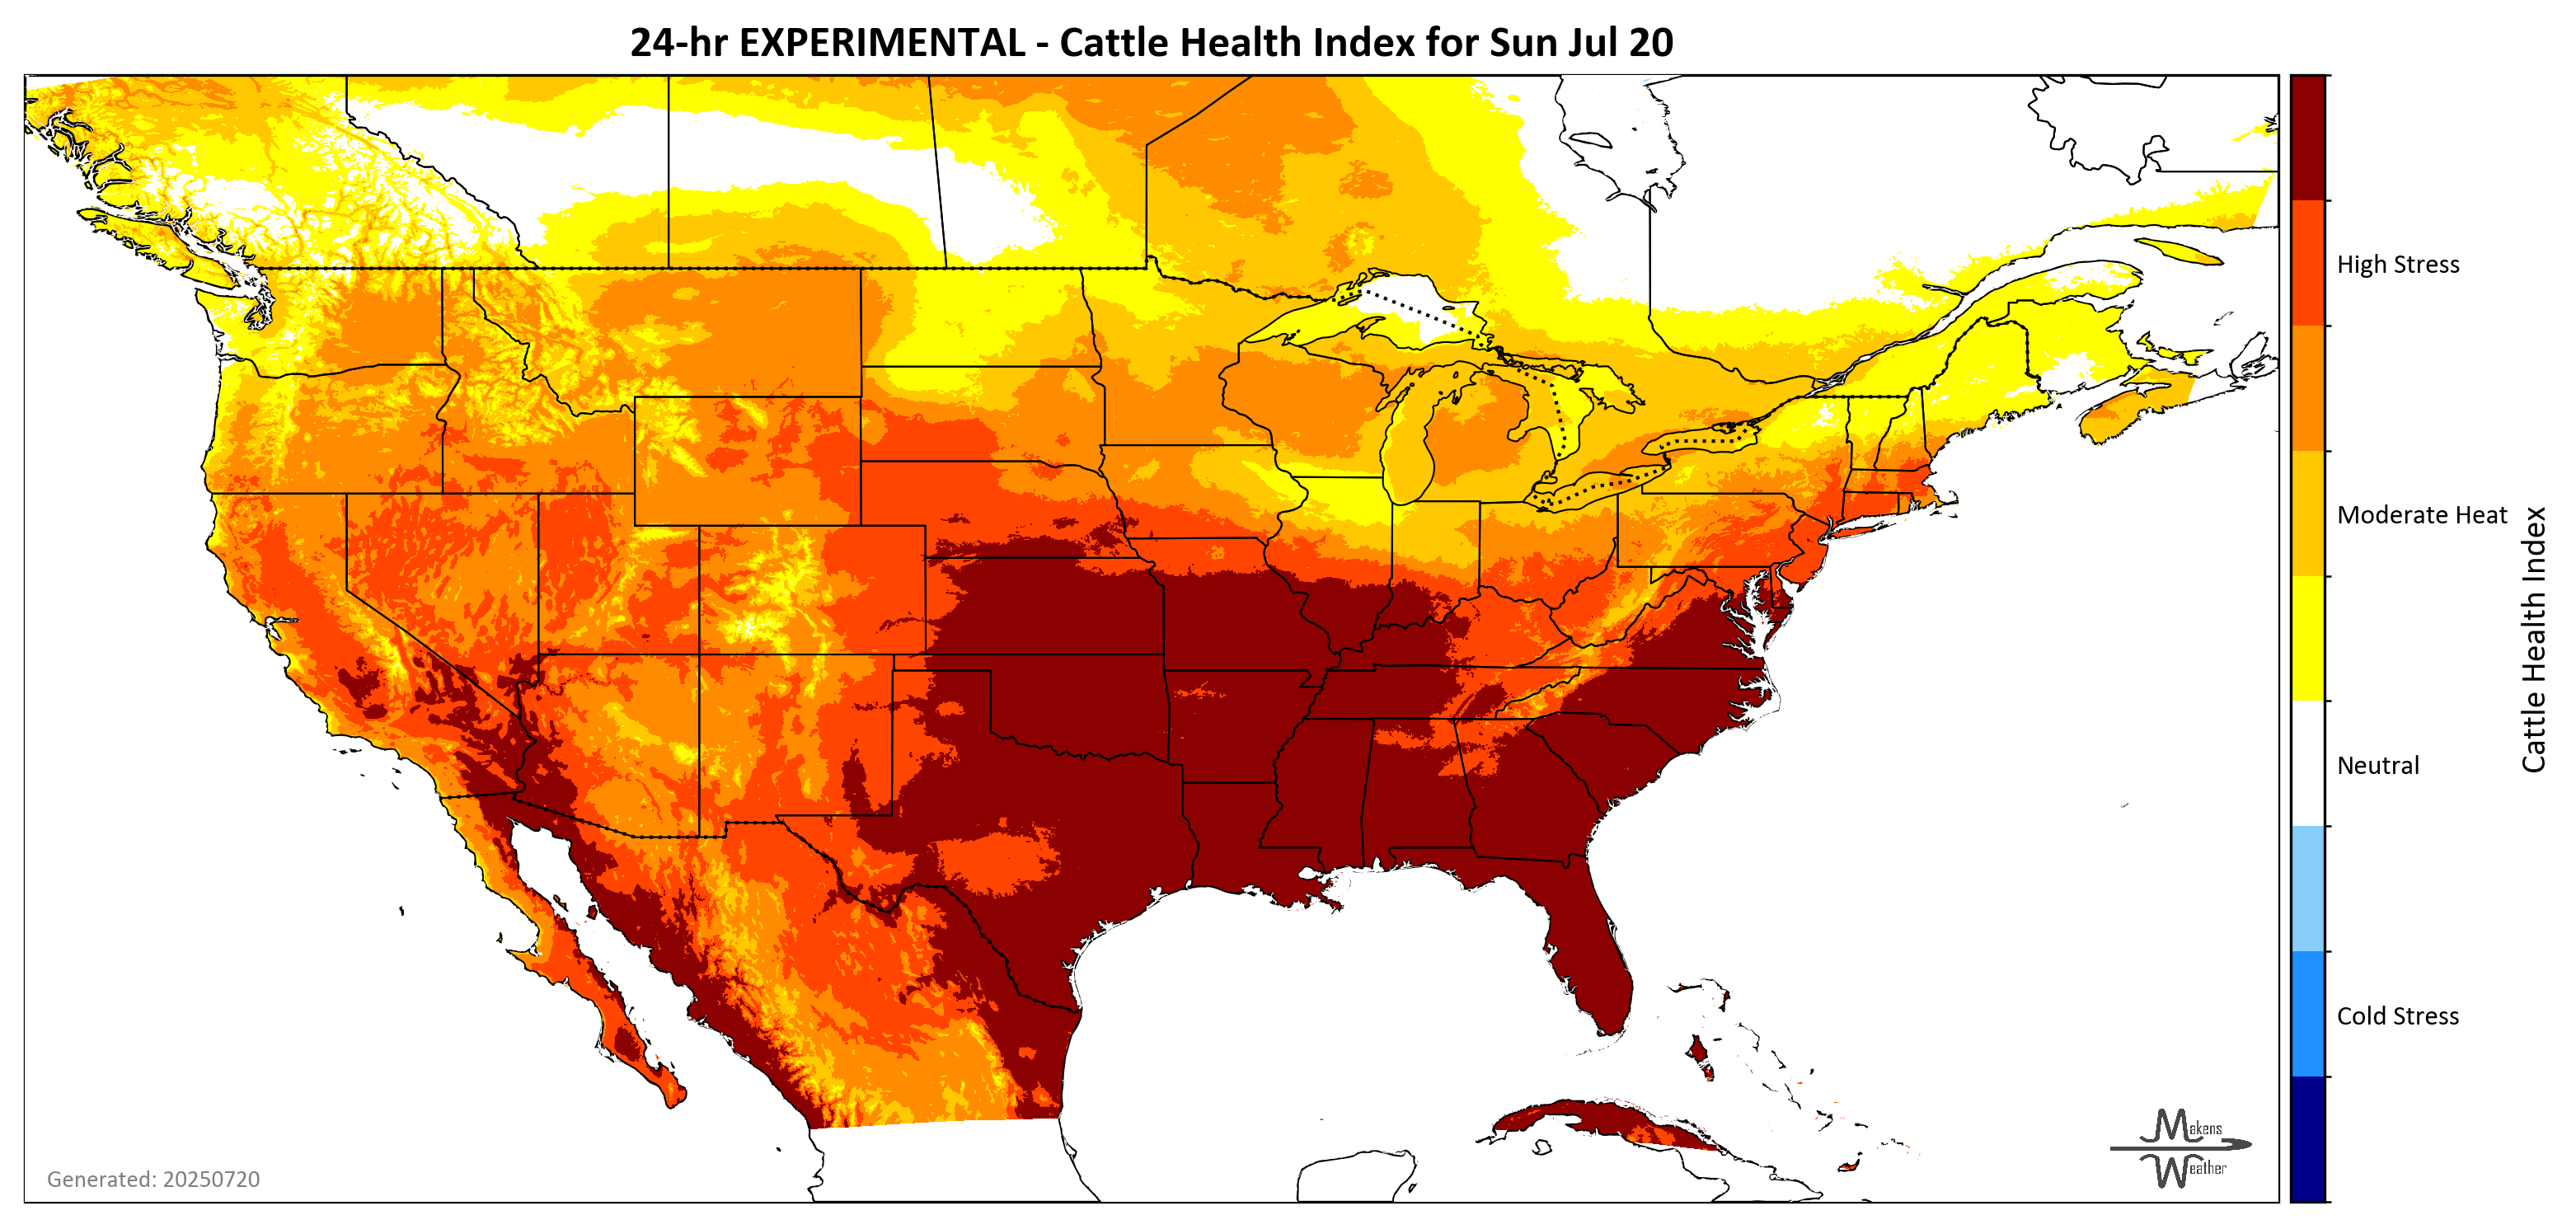 24-hr EXPERIMENTAL - Cattle Health Index for Sun Jul 20
High Stress
Moderate Heat
Neutral
Cold Stress
Cattle Health Index
Makens
Weather
Generated: 20250720